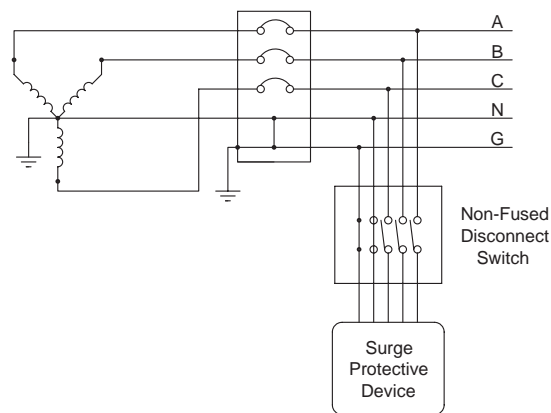 A
B
C
N
G
Non-Fused
Disconnect
Switch
Surge
Protective
Device